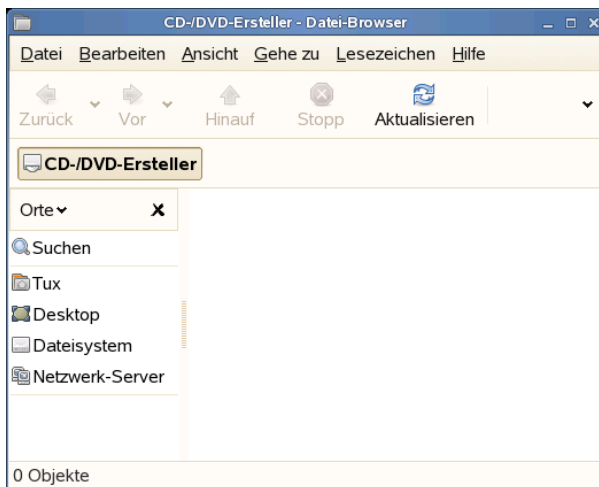 CD-/DVD-Ersteller - Datei-Browser
Datei Bearbeiten Ansicht Gehe zu Lesezeichen Hilfe
Zurück Vor Hinauf Stopp Aktualisieren
CD-/DVD-Ersteller
Orte
Suchen
Tux
Desktop
Dateisystem
Netzwerk-Server
0 Objekte